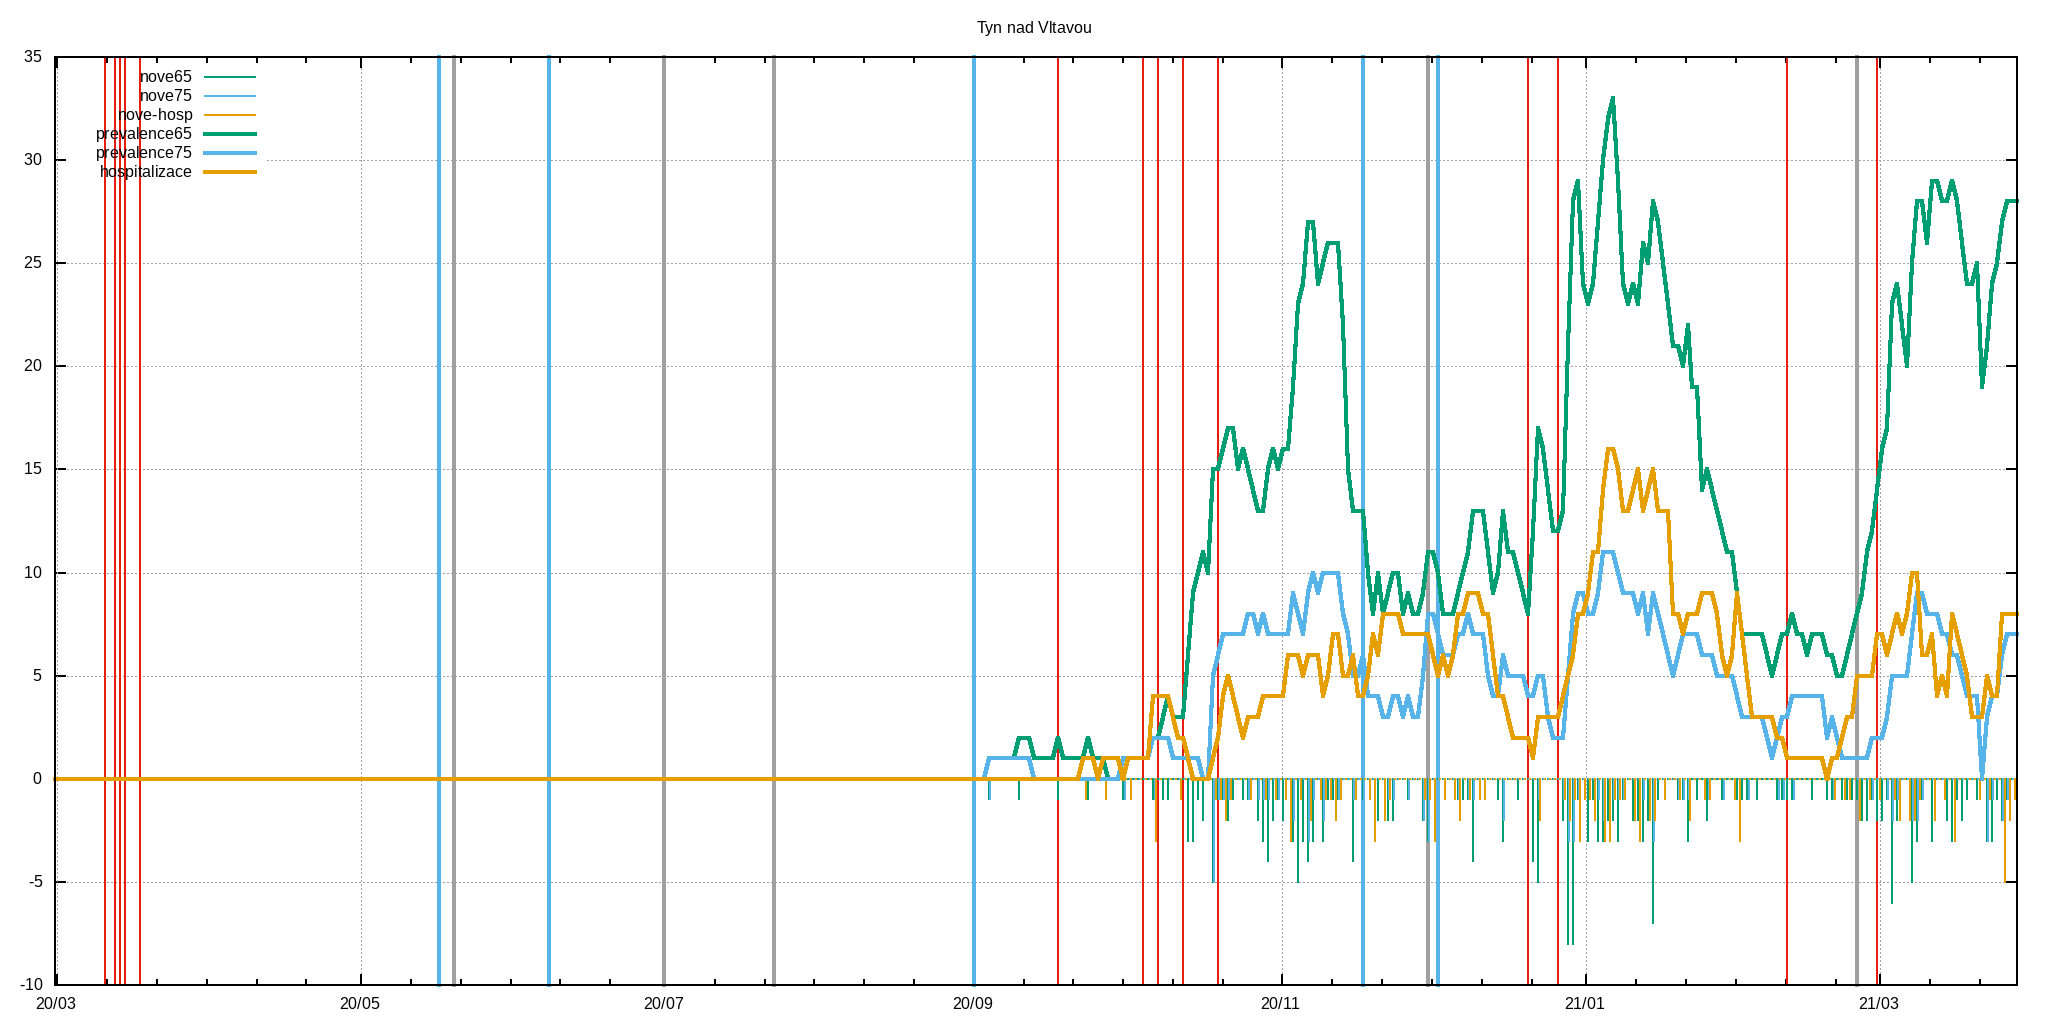 Tyn nad Vltavou
35
30
25
20
15
10
5
0
-5
-10
nove65
nove75
nove-hosp
prevalence65
prevalence75
hospitalizace
20/03 20/05 20/07 20/09 20/11 21/01 21/03